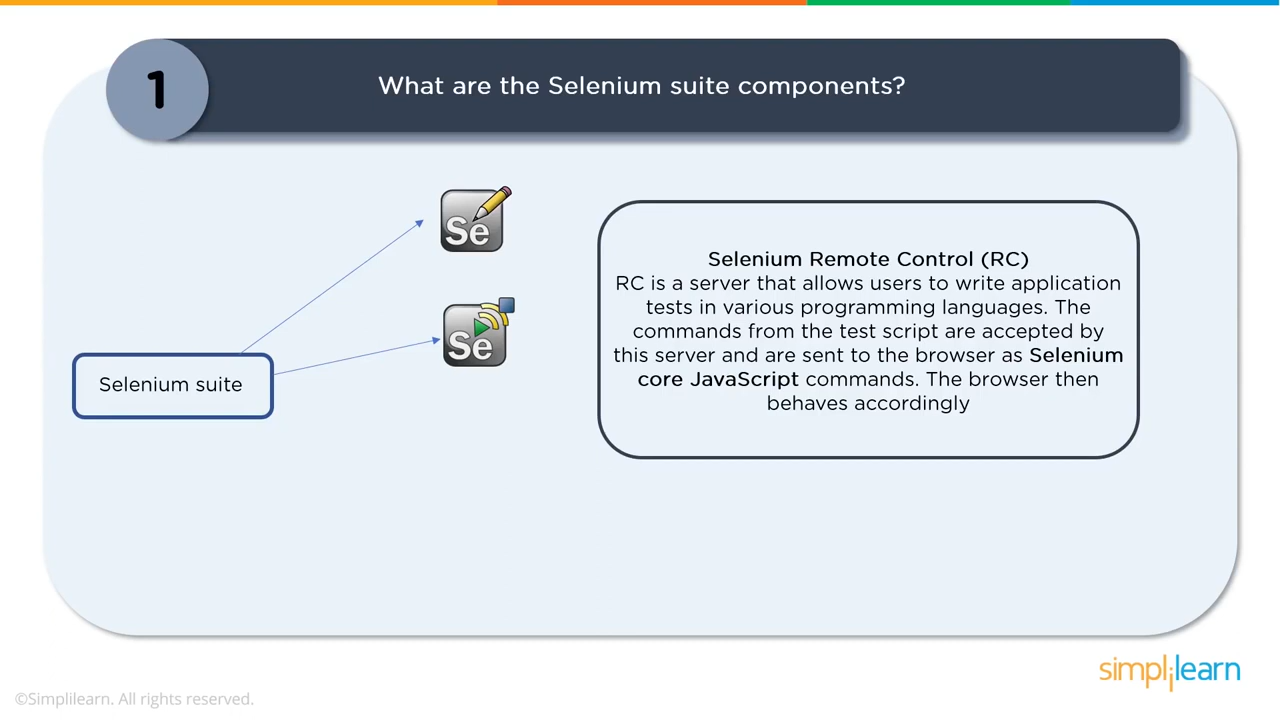 1
What are the Selenium suite components?
Se
Se
Selenium suite
Selenium Remote Control (RC)
RC is a server that allows users to write application
tests in various programming languages. The
commands from the test script are accepted by
this server and are sent to the browser as Selenium
core JavaScript commands. The browser then
behaves accordingly
simplilearn
©Simplilearn. All rights reserved.